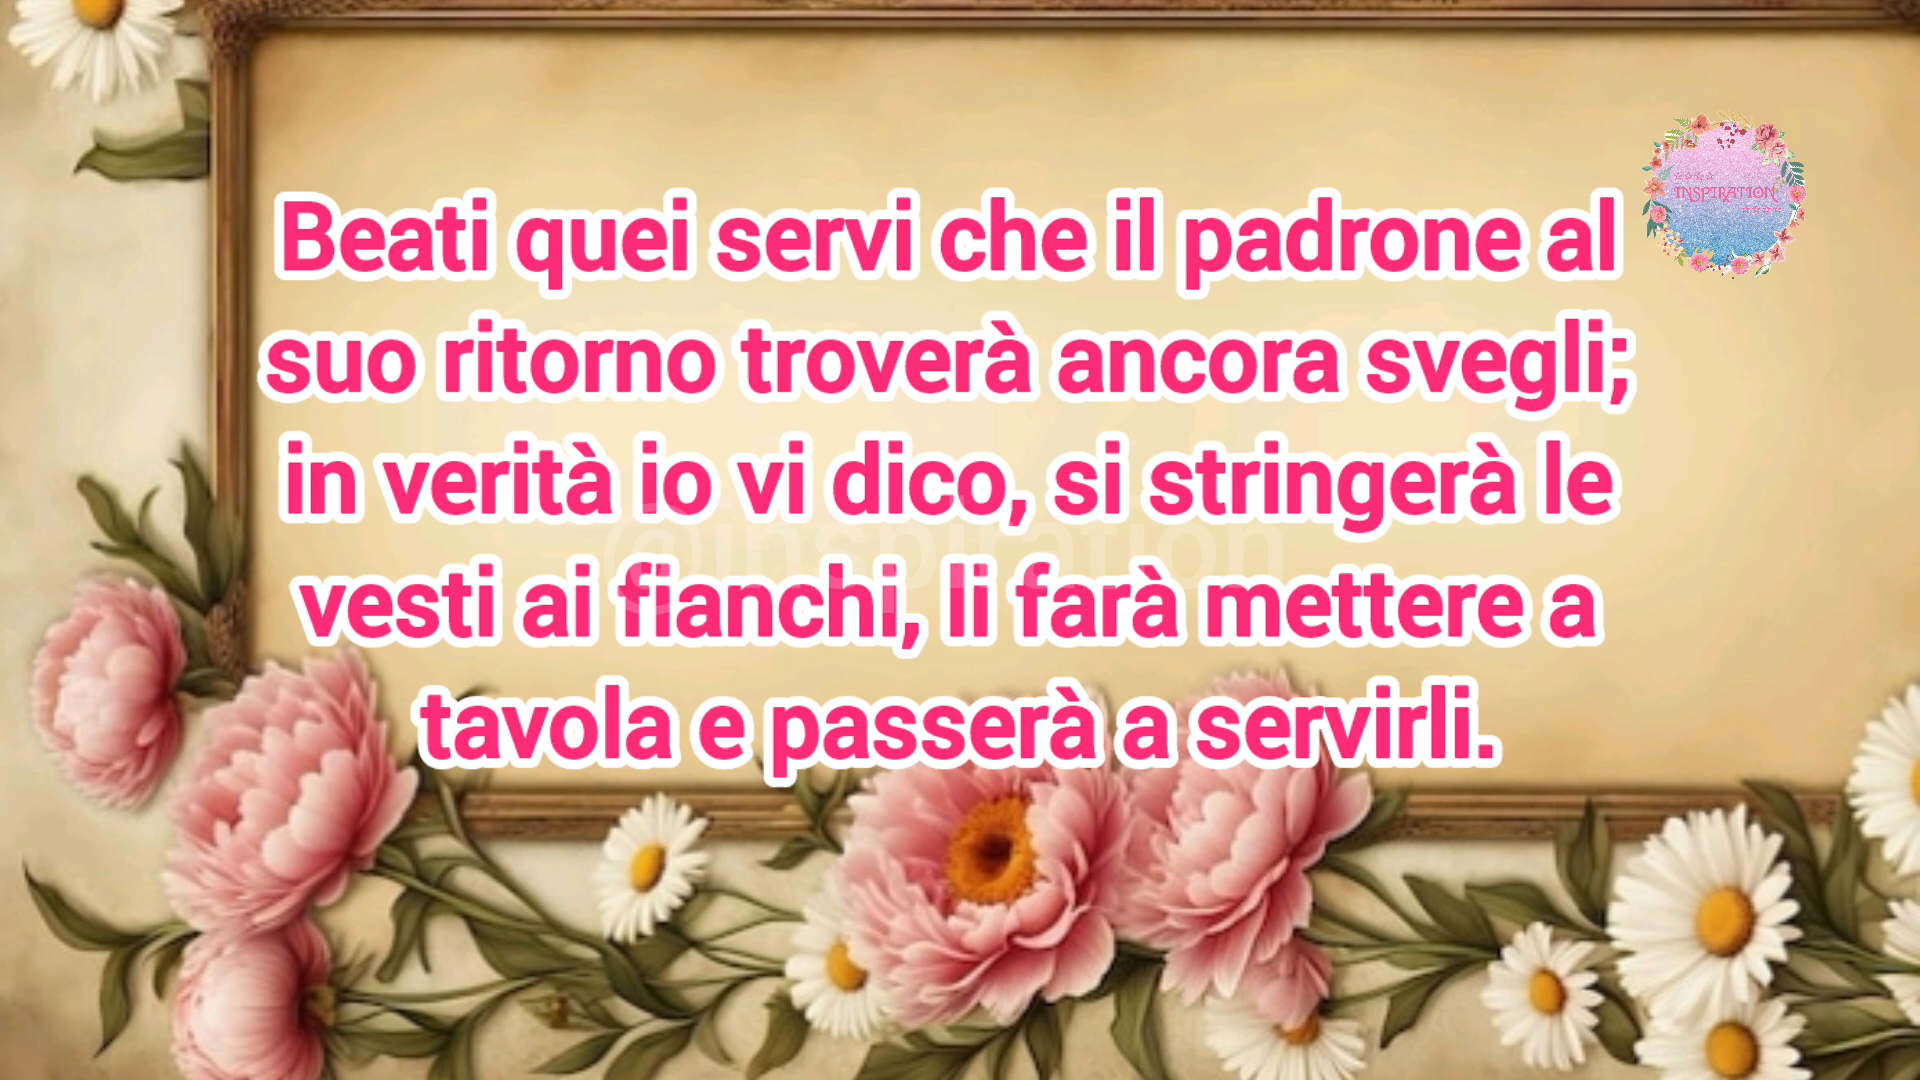 Beati quei servi che il padrone al
suo ritorno troverà ancora svegli;
in verità io vi dico, si stringerà le
vesti ai fianchi, li farà mettere a
tavola e passerà a servirli.
☆☆☆☆
INSPIRATION
☆☆☆☆
@inspiration